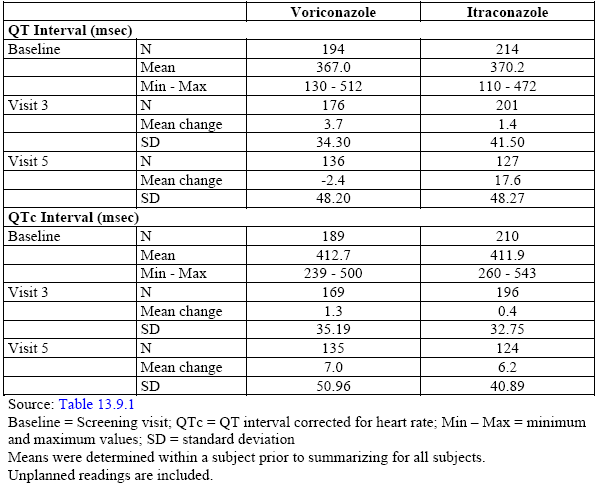 Voriconazole Itraconazole
QT Interval (msec)
Baseline N 194 214
Mean 367.0 370.2
Min - Max 130 - 512 110 - 472
Visit 3 N 176 201
Mean change 3.7 1.4
SD 34.30 41.50
Visit 5 N 136 127
Mean change -2.4 17.6
SD 48.20 48.27
QTc Interval (msec)
Baseline N 189 210
Mean 412.7 411.9
Min - Max 239 - 500 260 - 543
Visit 3 N 169 196
Mean change 1.3 0.4
SD 35.19 32.75
Visit 5 N 135 124
Mean change 7.0 6.2
SD 50.96 40.89
Source: Table 13.9.1
Baseline = Screening visit; QTc = QT interval corrected for heart rate; Min – Max = minimum
and maximum values; SD = standard deviation
Means were determined within a subject prior to summarizing for all subjects.
Unplanned readings are included.